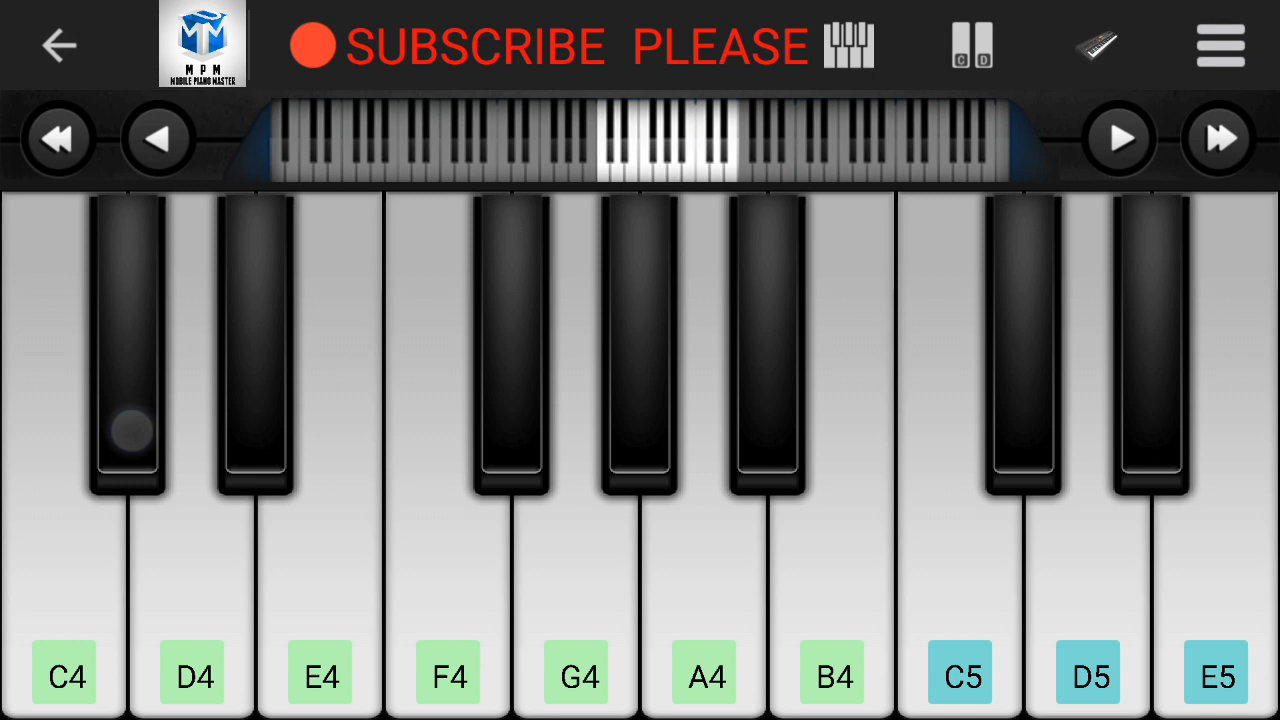 SUBSCRIBE PLEASE
M P M
MOBILE PIANO MASTER
C D
C4 D4 E4 F4 G4 A4 B4 C5 D5 E5